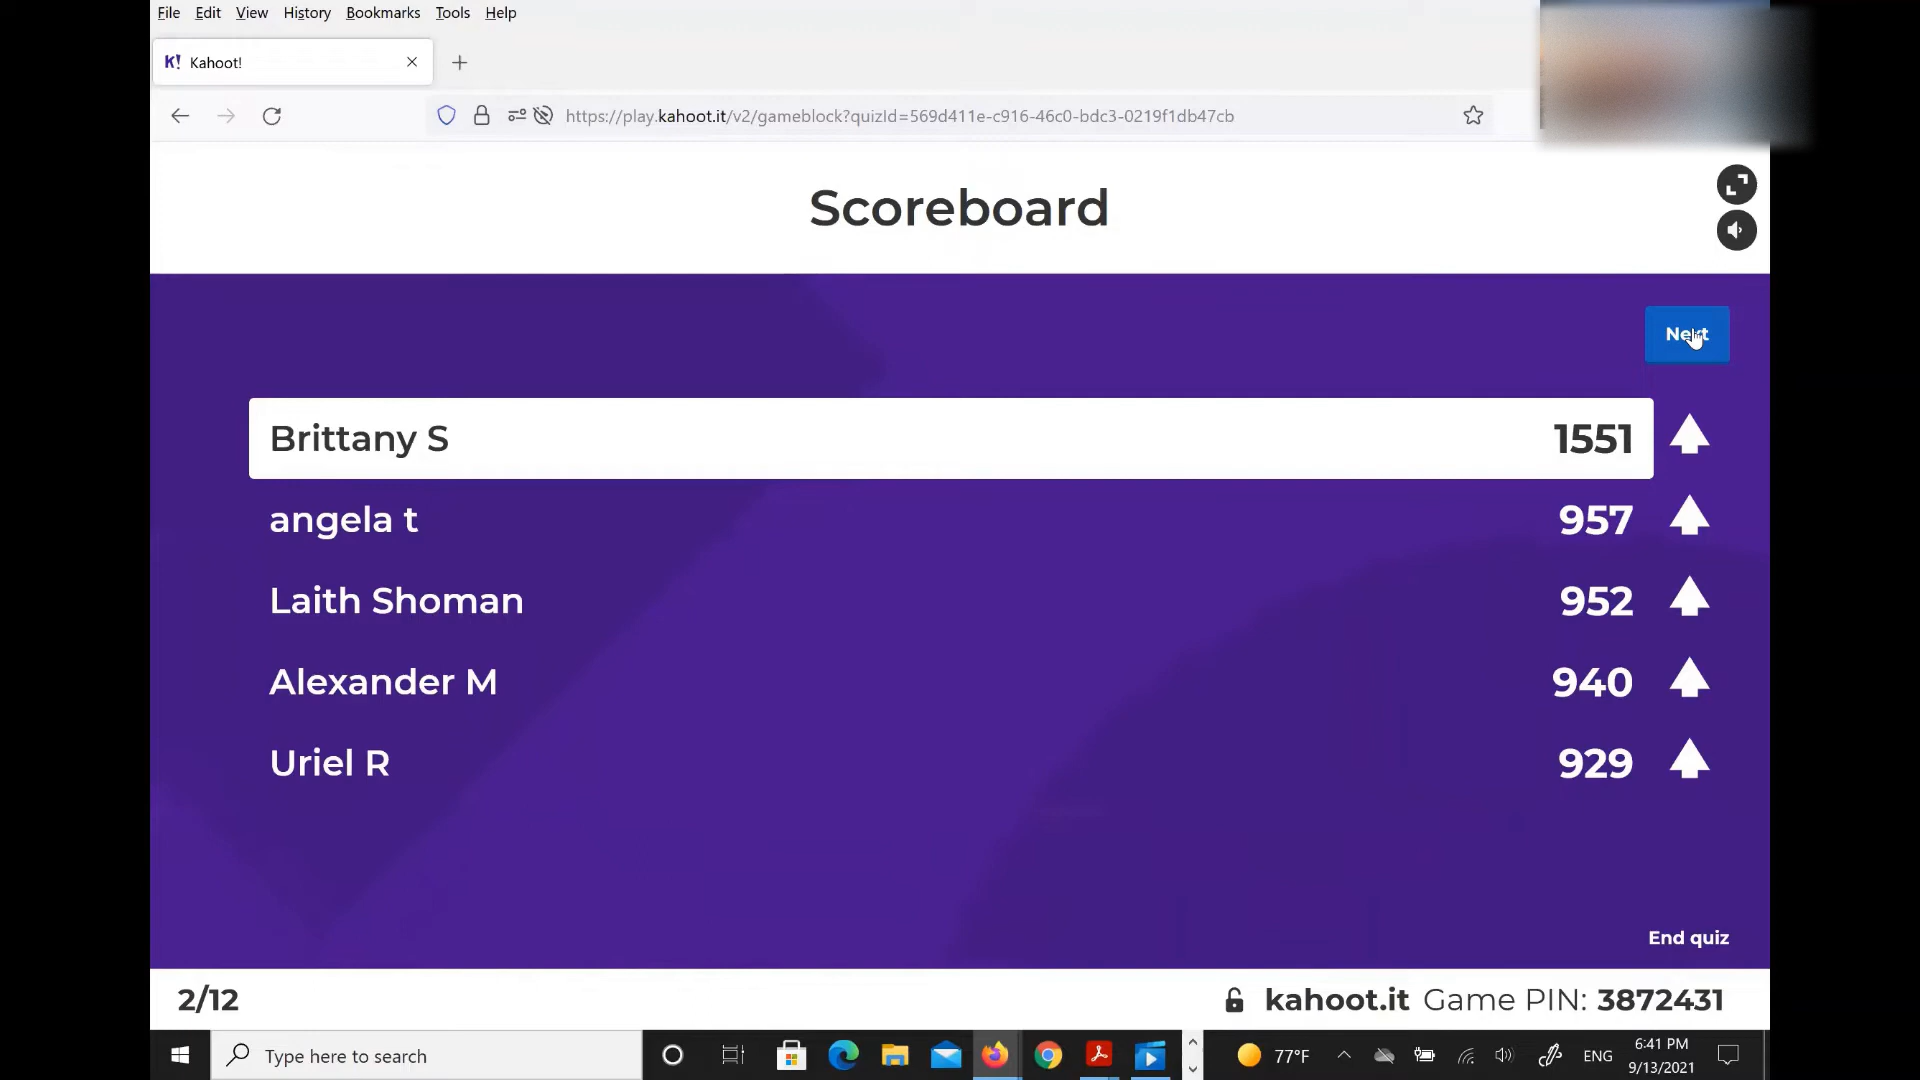 File Edit View History Bookmarks Tools Help
K! Kahoot!
https://play.kahoot.it/v2/gameblock?quizId=569d411e-c916-46c0-bdc3-0219f1db47cb
Scoreboard
Next
Brittany S 1551
angela t 957
Laith Shoman 952
Alexander M 940
Uriel R 929
End quiz
2/12 kahoot.it Game PIN: 3872431
Type here to search 77°F ENG 6:41 PM
9/13/2021